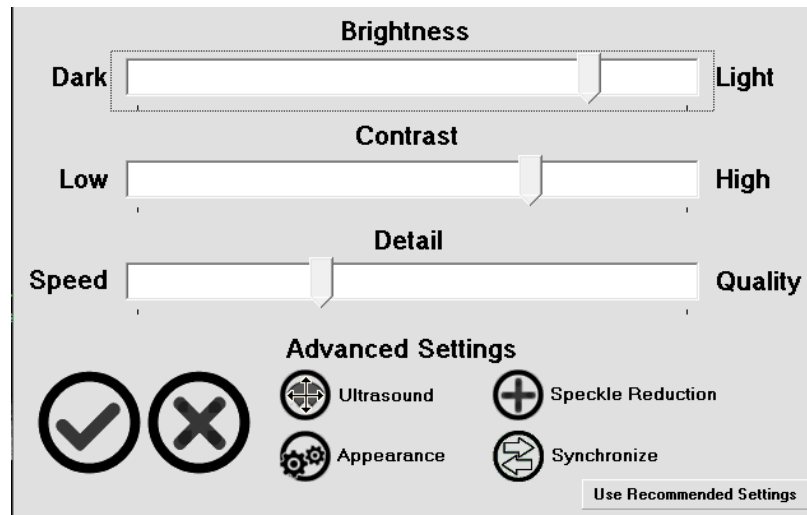 Brightness
Dark Light
Contrast
Low High
Detail
Speed Quality
Advanced Settings
Ultrasound Speckle Reduction
Appearance Synchronize
Use Recommended Settings